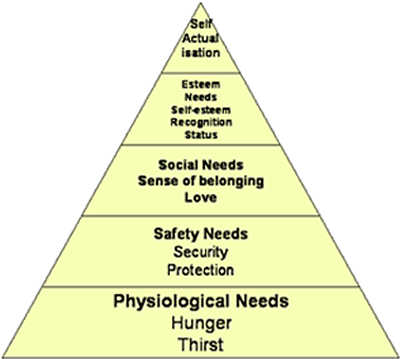 Self
Actual
isation
Esteem
Needs
Self-esteem
Recognition
Status
Social Needs
Sense of belonging
Love
Safety Needs
Security
Protection
Physiological Needs
Hunger
Thirst